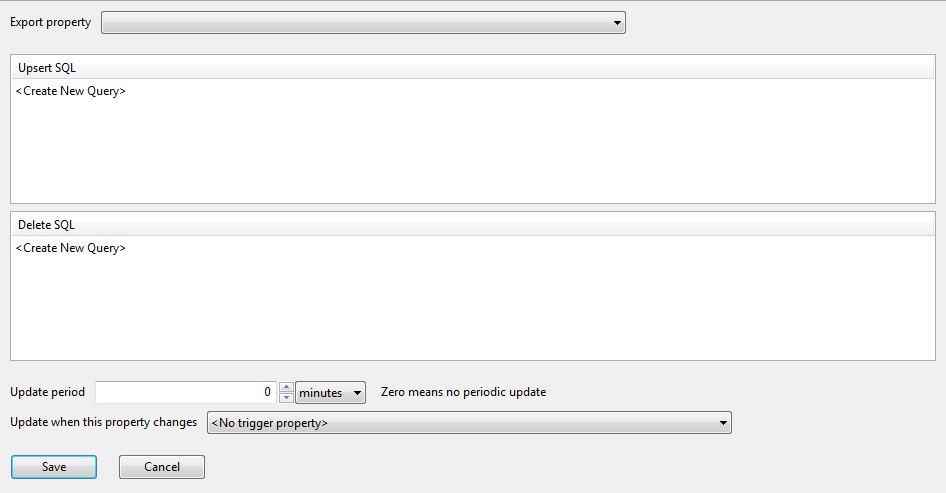 Export property
Upsert SQL
<Create New Query>
Delete SQL
<Create New Query>
Update period 0 minutes Zero means no periodic update
Update when this property changes <No trigger property>
Save Cancel